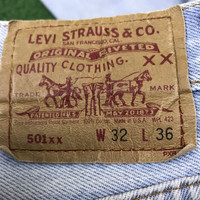 LEVI STRAUSS & CO.
SAN FRANCISCO, CAL.
ORIGINAL RIVETED
QUALITY CLOTHING.
XX
TRADE MARK
PATENTED IN U.S. MAY 20 1873
501XX W 32 L 36